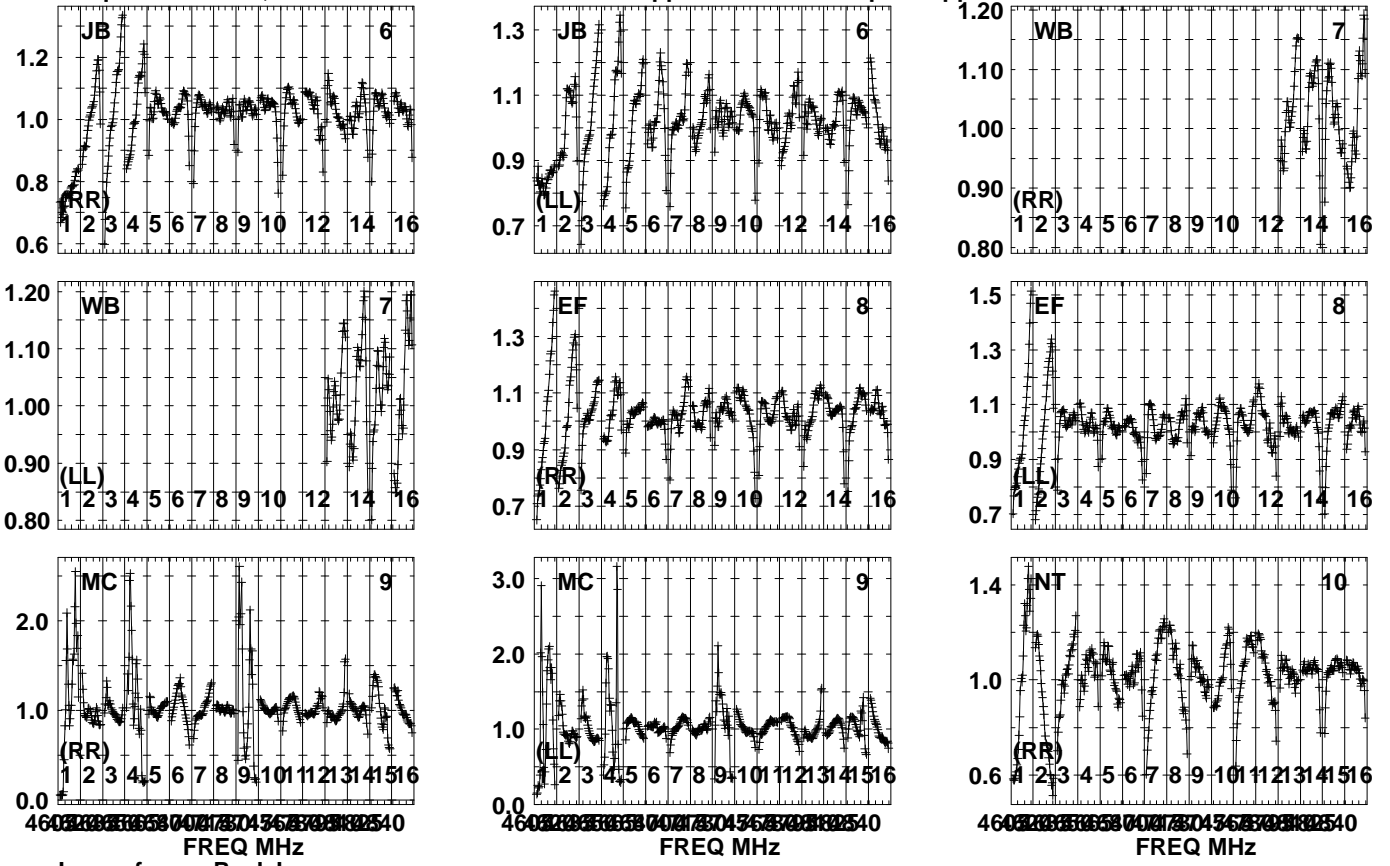 JB 6
1.2
1.0
0.8
0.6
(RR)
1 2 3 4 5 6 7 8 9 10 12 14 16
JB 6
1.3
1.1
0.9
0.7
(LL)
1 2 3 4 5 6 7 8 9 10 12 14 16
WB 7
1.20
1.10
1.00
0.90
0.80
(RR)
1 2 3 4 5 6 7 8 9 10 12 14 16
WB 7
1.20
1.10
1.00
0.90
0.80
(LL)
1 2 3 4 5 6 7 8 9 10 12 14 16
EF 8
1.3
1.1
0.9
0.7
(RR)
1 2 3 4 5 6 7 8 9 10 12 14 16
EF 8
1.5
1.3
1.1
0.9
0.7
(LL)
1 2 3 4 5 6 7 8 9 10 12 14 16
MC 9
2.0
1.0
0.0
(RR)
1 2 3 4 5 6 7 8 9 10 11 12 13 14 15 16
FREQ MHz
MC 9
3.0
2.0
1.0
0.0
(LL)
1 2 3 4 5 6 7 8 9 10 11 12 13 14 15 16
FREQ MHz
NT 10
1.4
1.0
0.6
(RR)
1 2 3 4 5 6 7 8 9 10 11 12 13 14 15 16
FREQ MHz